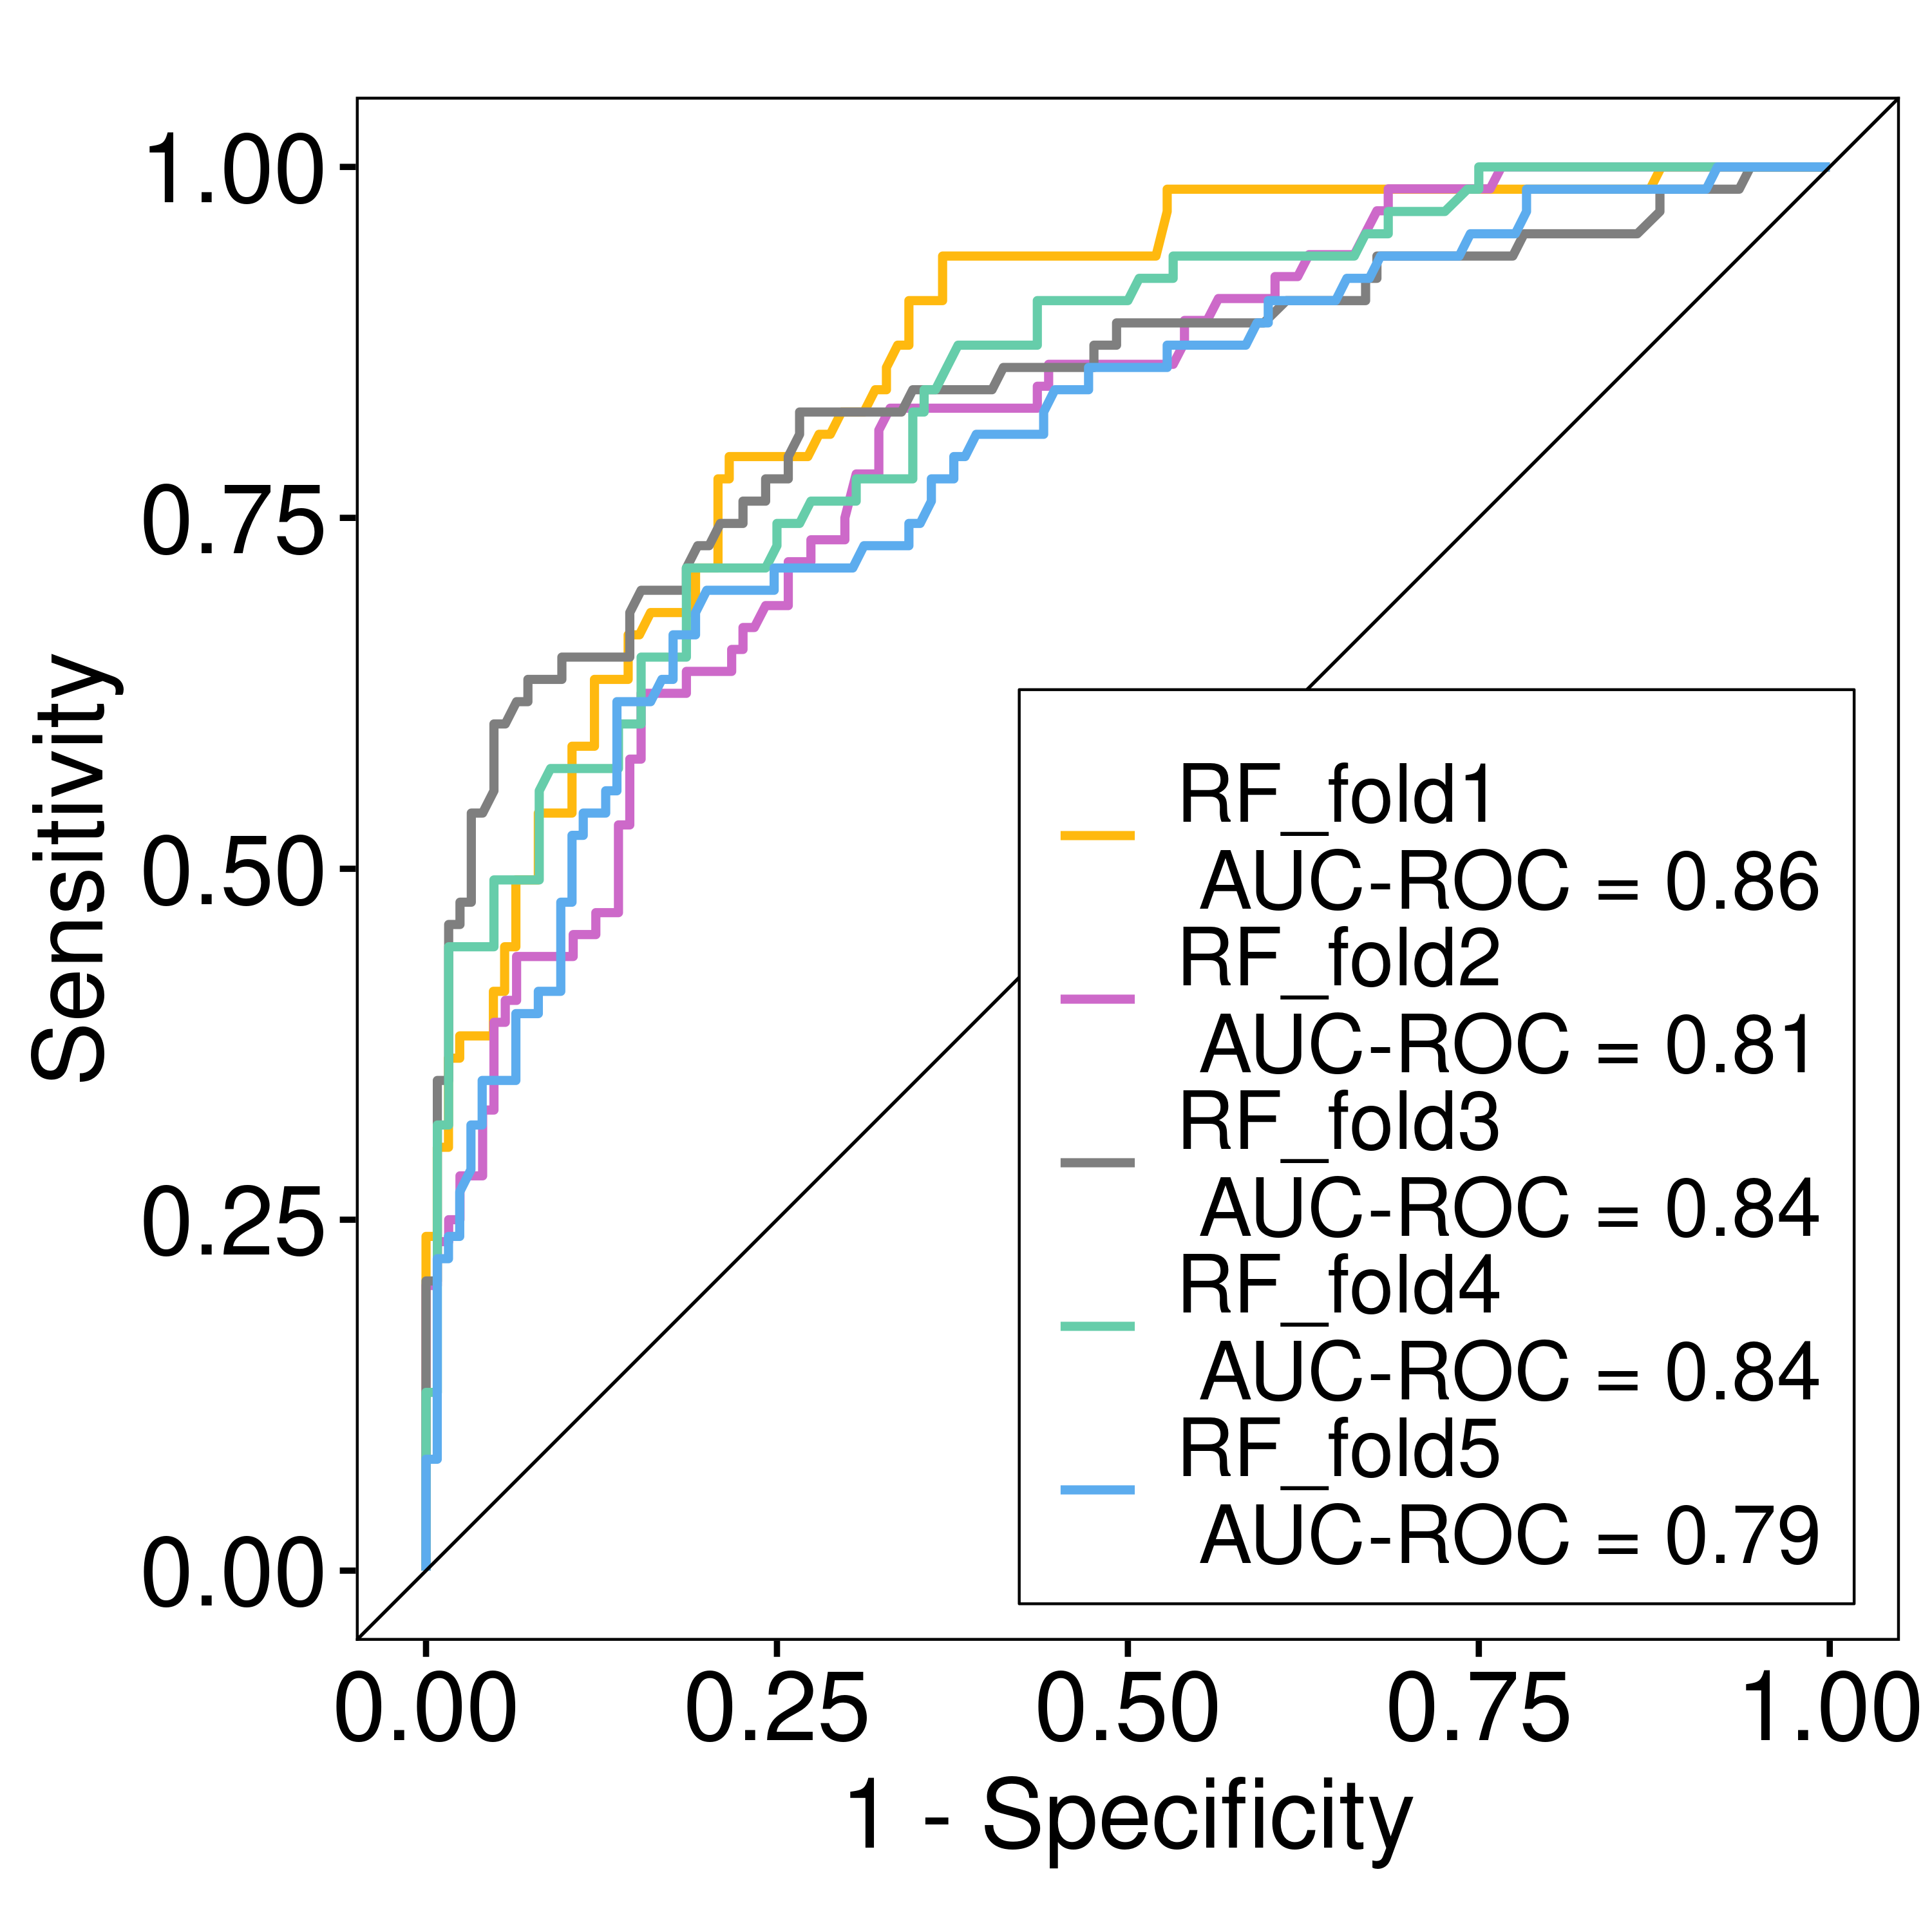 1.00
0.75
0.50
0.25
0.00
Sensitivity
RF_fold1
AUC-ROC = 0.86
RF_fold2
AUC-ROC = 0.81
RF_fold3
AUC-ROC = 0.84
RF_fold4
AUC-ROC = 0.84
RF_fold5
AUC-ROC = 0.79
0.00 0.25 0.50 0.75 1.00
1 - Specificity